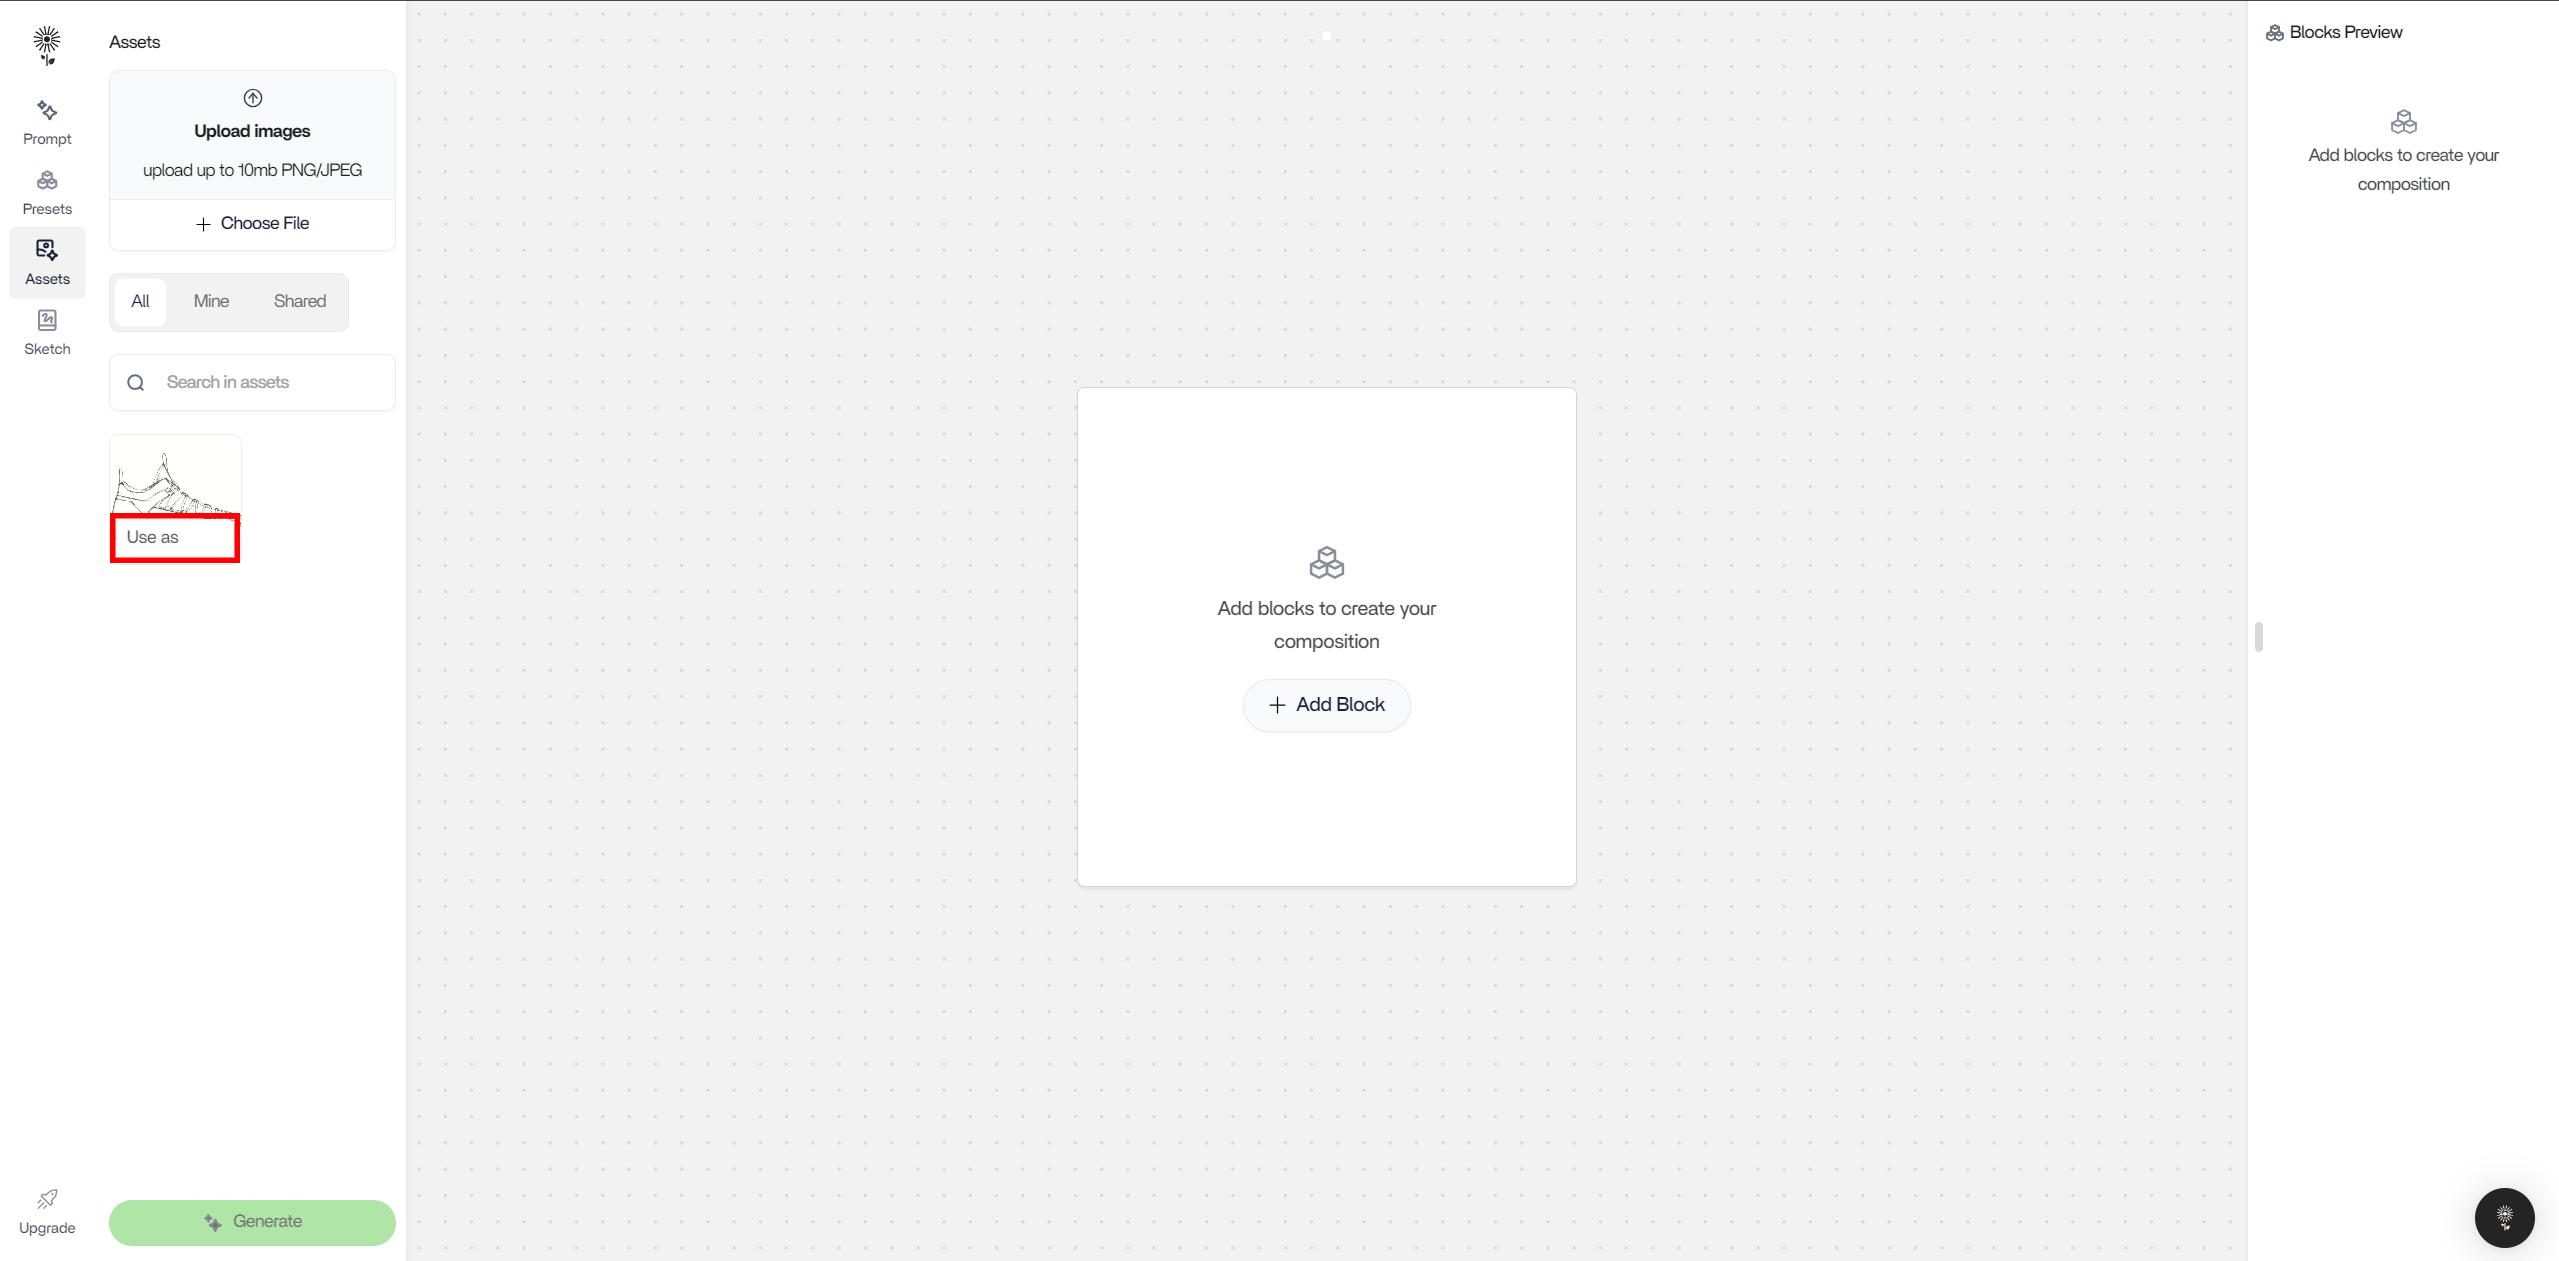 Assets
Upload images
upload up to 10mb PNG/JPEG
Choose File
All
Mine
Shared
Search in assets
Use as
Prompt
Presets
Assets
Sketch
Upgrade
Generate
Add blocks to create your
composition
Add Block
Blocks Preview
Add blocks to create your
composition